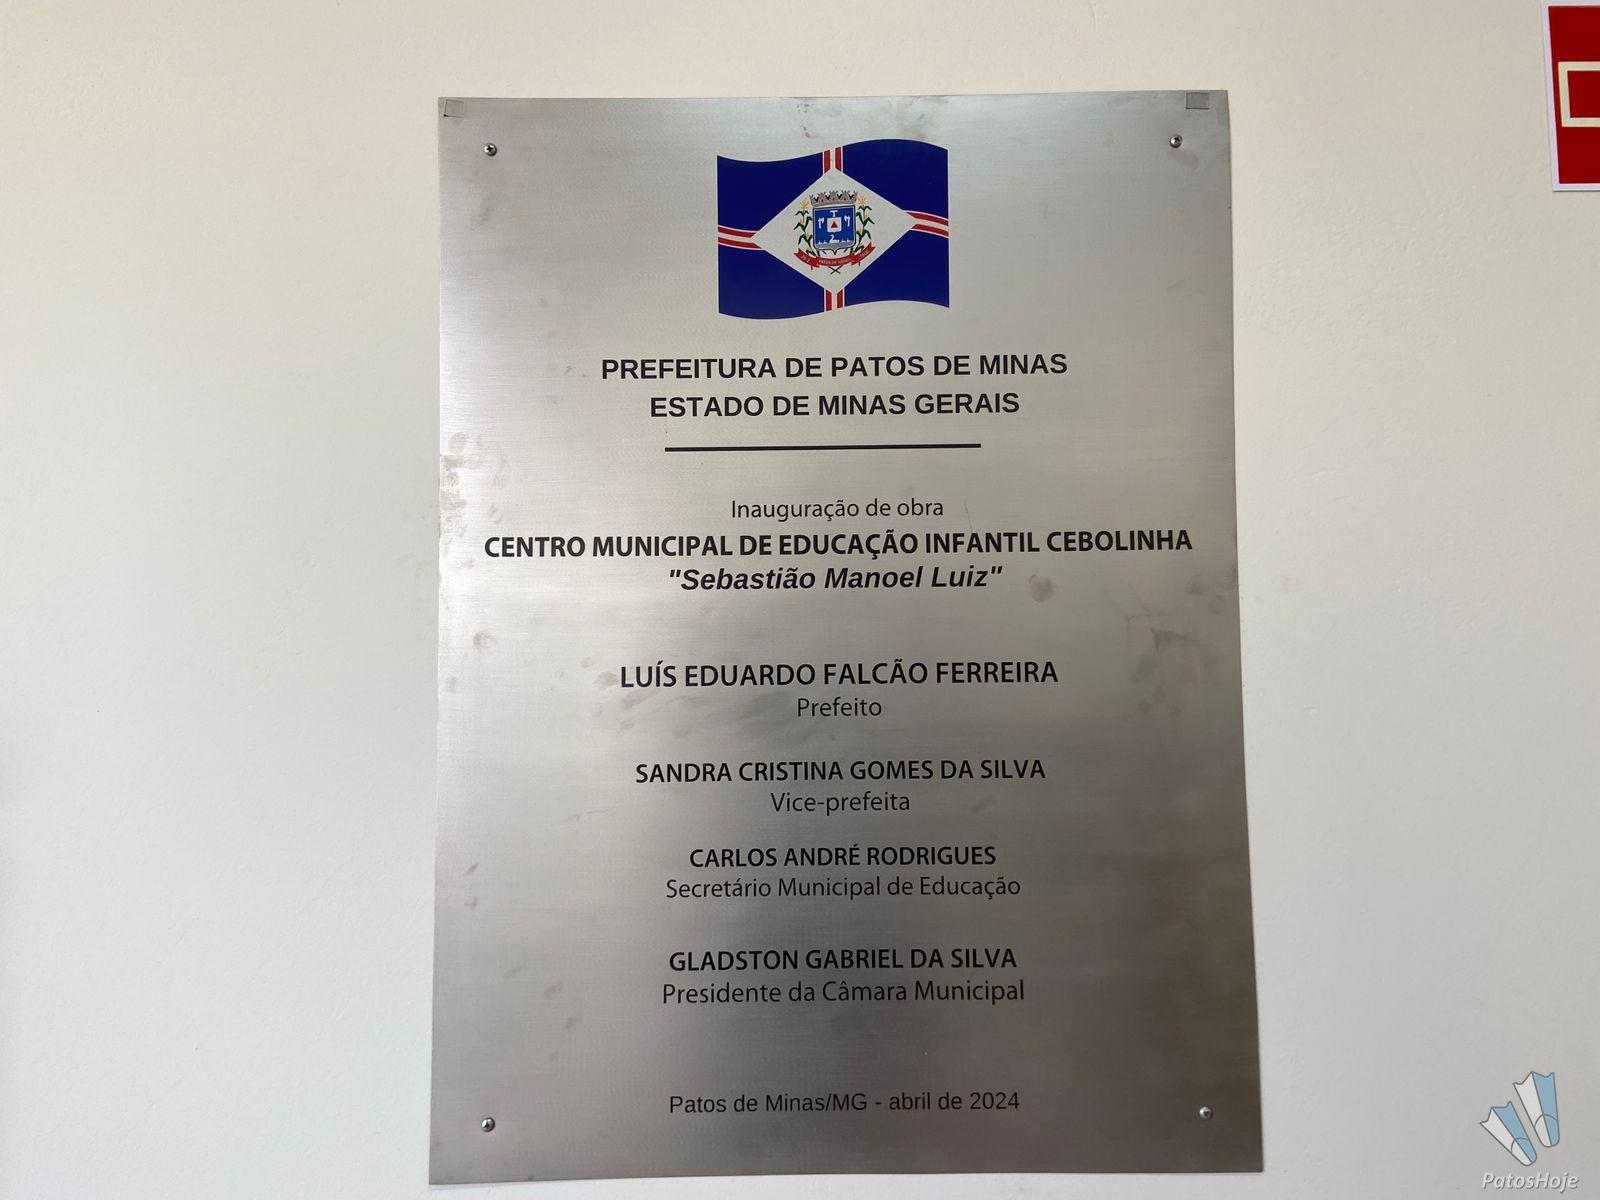 PREFEITURA DE PATOS DE MINAS
ESTADO DE MINAS GERAIS
Inauguração de obra
CENTRO MUNICIPAL DE EDUCAÇÃO INFANTIL CEBOLINHA
"Sebastião Manoel Luiz"
LUÍS EDUARDO FALCÃO FERREIRA
Prefeito
SANDRA CRISTINA GOMES DA SILVA
Vice-prefeita
CARLOS ANDRÉ RODRIGUES
Secretário Municipal de Educação
GLADSTON GABRIEL DA SILVA
Presidente da Câmara Municipal
Patos de Minas/MG - abril de 2024
PatosHoje